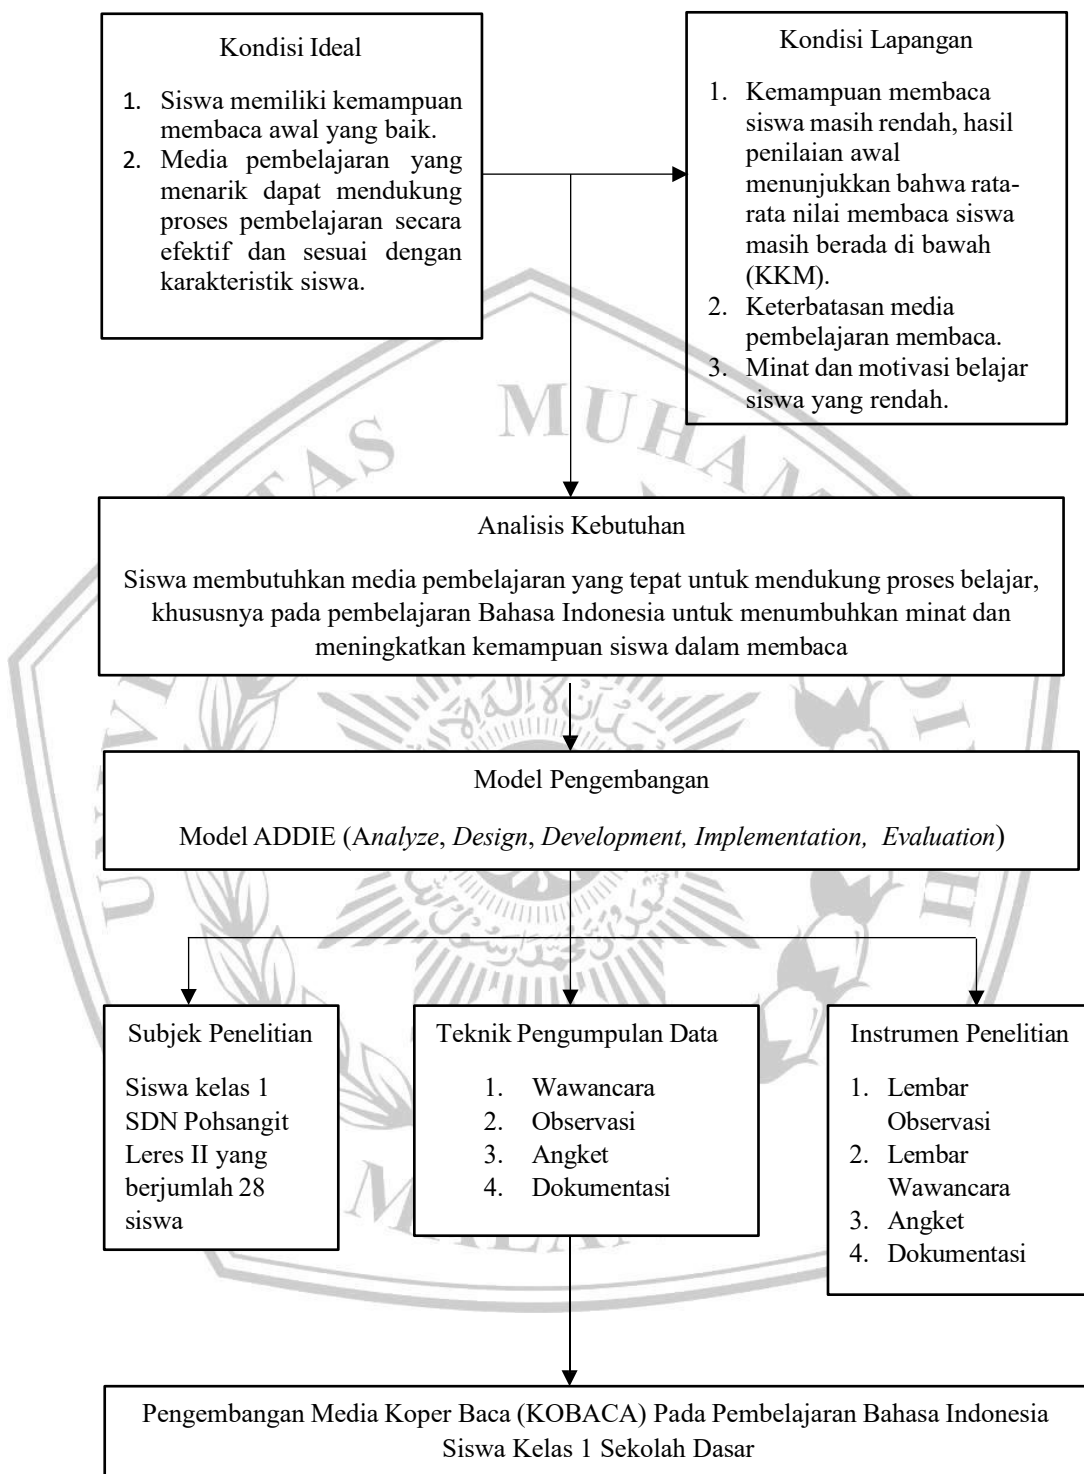 Kondisi Ideal
1. Siswa memiliki kemampuan
membaca awal yang baik.
2. Media pembelajaran yang
menarik dapat mendukung
proses pembelajaran secara
efektif dan sesuai dengan
karakteristik siswa.
Kondisi Lapangan
1. Kemampuan membaca
siswa masih rendah, hasil
penilaian awal
menunjukkan bahwa rata-
rata nilai membaca siswa
masih berada di bawah
(KKM).
2. Keterbatasan media
pembelajaran membaca.
3. Minat dan motivasi belajar
siswa yang rendah.
Analisis Kebutuhan
Siswa membutuhkan media pembelajaran yang tepat untuk mendukung proses belajar,
khususnya pada pembelajaran Bahasa Indonesia untuk menumbuhkan minat dan
meningkatkan kemampuan siswa dalam membaca
Model Pengembangan
Model ADDIE (Analyze, Design, Development, Implementation, Evaluation)
Subjek Penelitian
Siswa kelas 1
SDN Pohsangit
Leres II yang
berjumlah 28
siswa
Teknik Pengumpulan Data
1. Wawancara
2. Observasi
3. Angket
4. Dokumentasi
Instrumen Penelitian
1. Lembar
Observasi
2. Lembar
Wawancara
3. Angket
4. Dokumentasi
Pengembangan Media Koper Baca (KOBACA) Pada Pembelajaran Bahasa Indonesia
Siswa Kelas 1 Sekolah Dasar